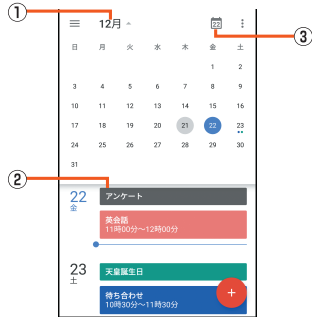 ①
12月
22
③
日 月 火 水 木 金 土
1 2
3 4 5 6 7 8 9
10 11 12 13 14 15 16
17 18 19 20 21 22 23
24 25 26 27 28 29 30
31
②
22
金
アンケート
英会話
11時00分～12時00分
23
土
天皇誕生日
待ち合わせ
10時30分～11時30分
+